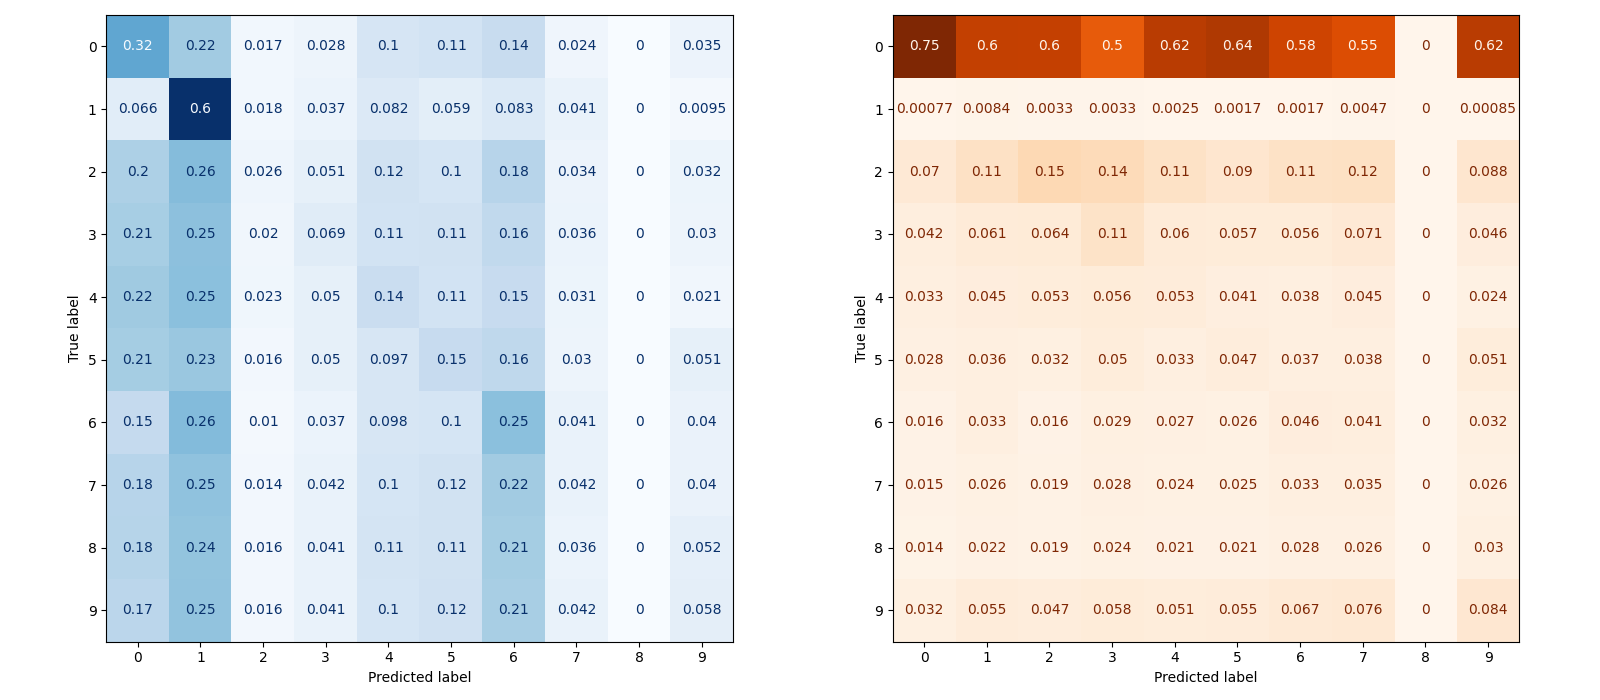 0 0.32 0.22 0.017 0.028 0.1 0.11 0.14 0.024 0 0.035
1 0.066 0.6 0.018 0.037 0.082 0.059 0.083 0.041 0 0.0095
2 0.2 0.26 0.026 0.051 0.12 0.1 0.18 0.034 0 0.032
3 0.21 0.25 0.02 0.069 0.11 0.11 0.16 0.036 0 0.03
4 0.22 0.25 0.023 0.05 0.14 0.11 0.15 0.031 0 0.021
5 0.21 0.23 0.016 0.05 0.097 0.15 0.16 0.03 0 0.051
6 0.15 0.26 0.01 0.037 0.098 0.1 0.25 0.041 0 0.04
7 0.18 0.25 0.014 0.042 0.1 0.12 0.22 0.042 0 0.04
8 0.18 0.24 0.016 0.041 0.11 0.11 0.21 0.036 0 0.052
9 0.17 0.25 0.016 0.041 0.1 0.12 0.21 0.042 0 0.058
0 1 2 3 4 5 6 7 8 9
Predicted label
True label
0 0.75 0.6 0.6 0.5 0.62 0.64 0.58 0.55 0 0.62
1 0.00077 0.0084 0.0033 0.0033 0.0025 0.0017 0.0017 0.0047 0 0.00085
2 0.07 0.11 0.15 0.14 0.11 0.09 0.11 0.12 0 0.088
3 0.042 0.061 0.064 0.11 0.06 0.057 0.056 0.071 0 0.046
4 0.033 0.045 0.053 0.056 0.053 0.041 0.038 0.045 0 0.024
5 0.028 0.036 0.032 0.05 0.033 0.047 0.037 0.038 0 0.051
6 0.016 0.033 0.016 0.029 0.027 0.026 0.046 0.041 0 0.032
7 0.015 0.026 0.019 0.028 0.024 0.025 0.033 0.035 0 0.026
8 0.014 0.022 0.019 0.024 0.021 0.021 0.028 0.026 0 0.03
9 0.032 0.055 0.047 0.058 0.051 0.055 0.067 0.076 0 0.084
0 1 2 3 4 5 6 7 8 9
Predicted label
True label